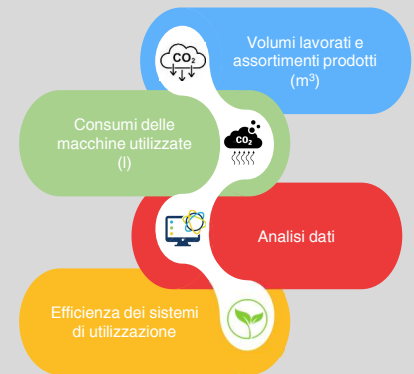 CO₂
Volumi lavorati e
assortimenti prodotti
(m³)
Consumi delle
macchine utilizzate
(l)
CO₂
Analisi dati
Efficienza dei sistemi
di utilizzazione